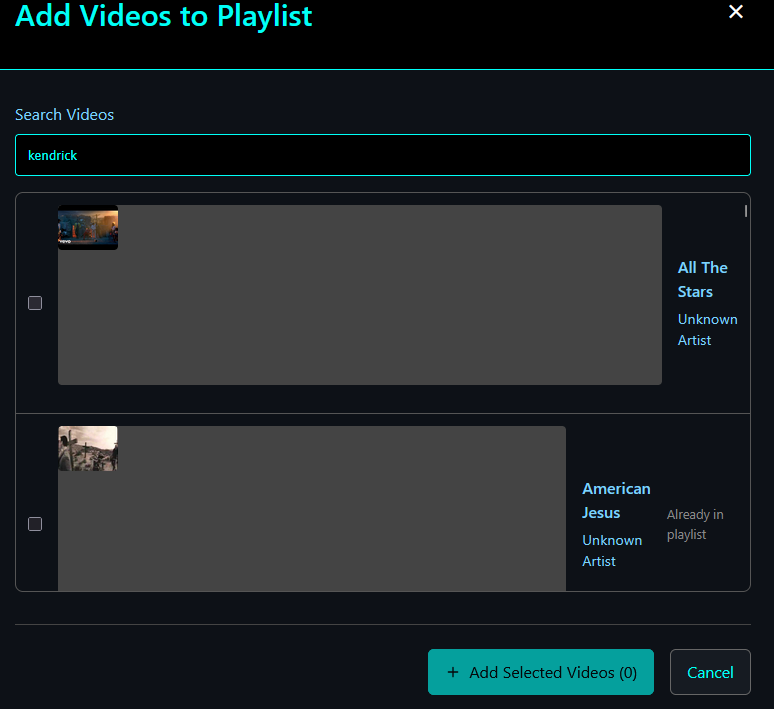 Add Videos to Playlist
Search Videos
kendrick
vevo
All The
Stars
Unknown
Artist
American
Jesus
Unknown
Artist
Already in
playlist
+ Add Selected Videos (0)
Cancel